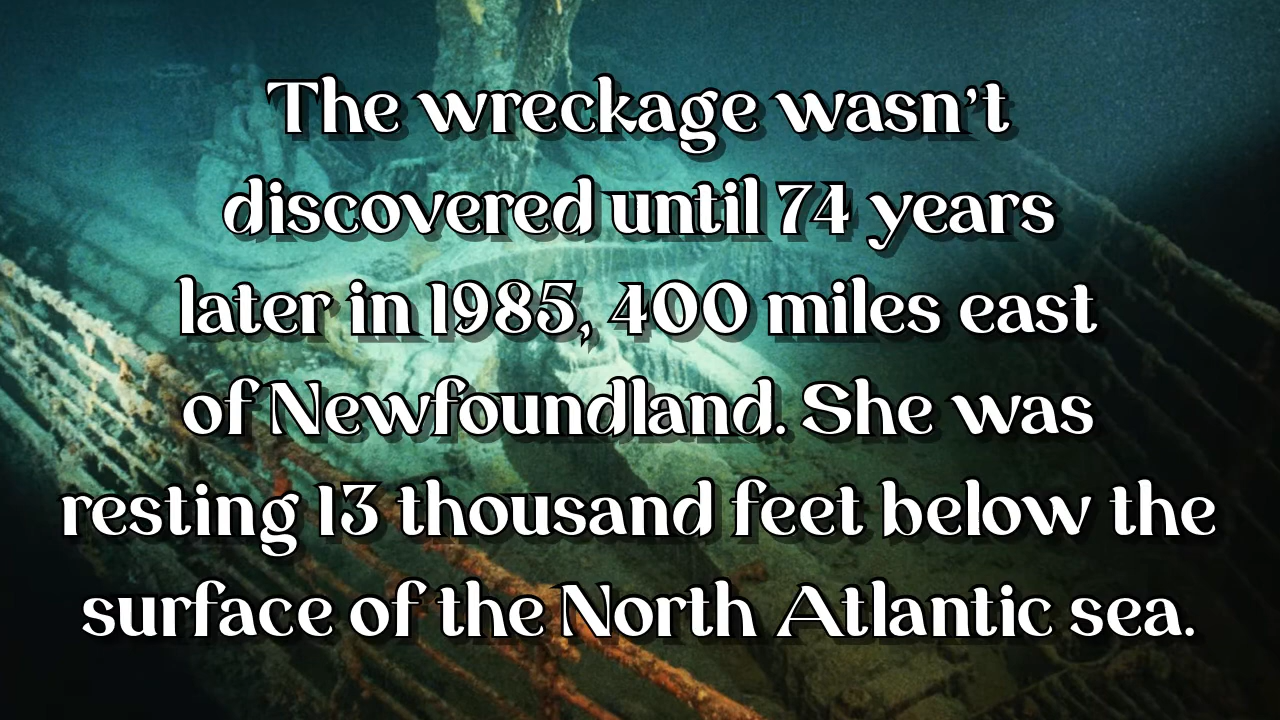 The wreckage wasn't
discovered until 74 years
later in 1985, 400 miles east
of Newfoundland. She was
resting 13 thousand feet below the
surface of the North Atlantic sea.